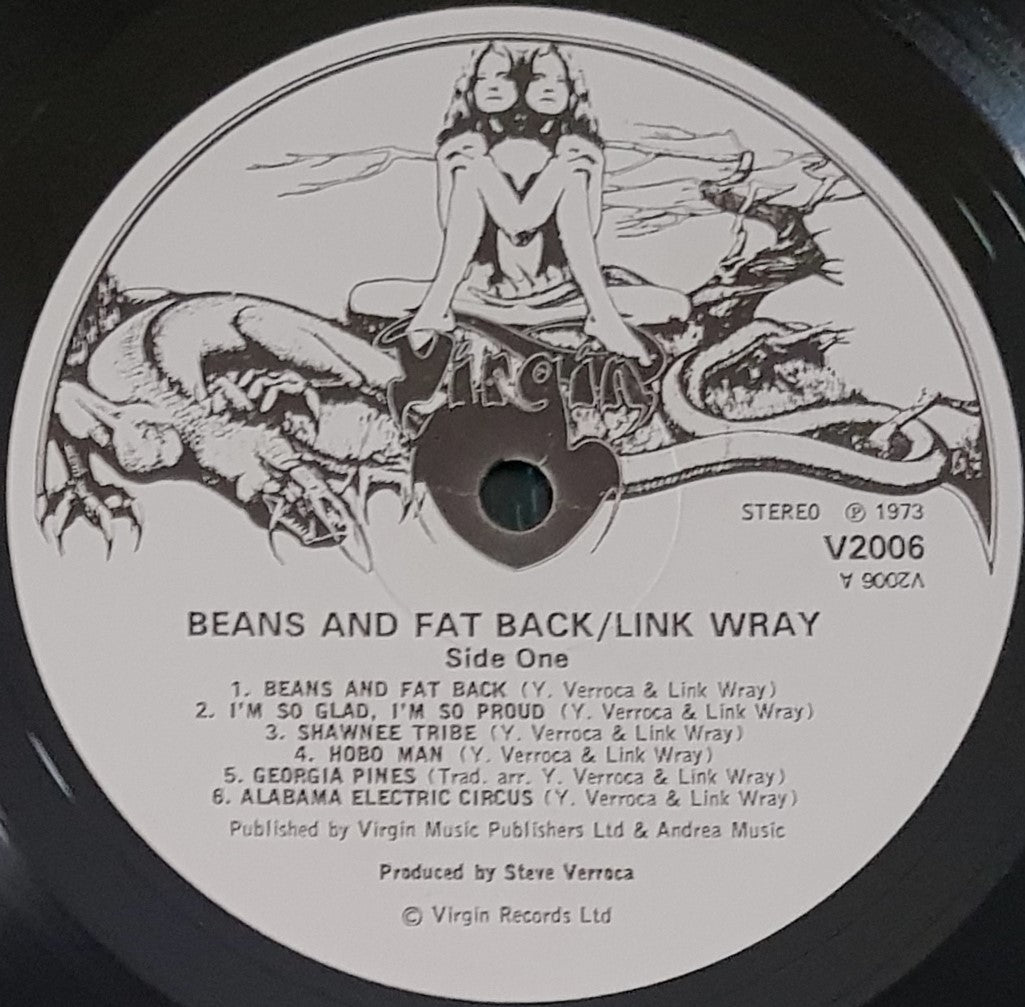 Virgin
STEREO ℗ 1973
V2006
V2006 A
BEANS AND FAT BACK/LINK WRAY
Side One
1. BEANS AND FAT BACK (Y. Verroca & Link Wray)
2. I'M SO GLAD, I'M SO PROUD (Y. Verroca & Link Wray)
3. SHAWNEE TRIBE (Y. Verroca & Link Wray)
4. HOBO MAN (Y. Verroca & Link Wray)
5. GEORGIA PINES (Trad. arr. Y. Verroca & Link Wray)
6. ALABAMA ELECTRIC CIRCUS (Y. Verroca & Link Wray)
Published by Virgin Music Publishers Ltd & Andrea Music
Produced by Steve Verroca
© Virgin Records Ltd